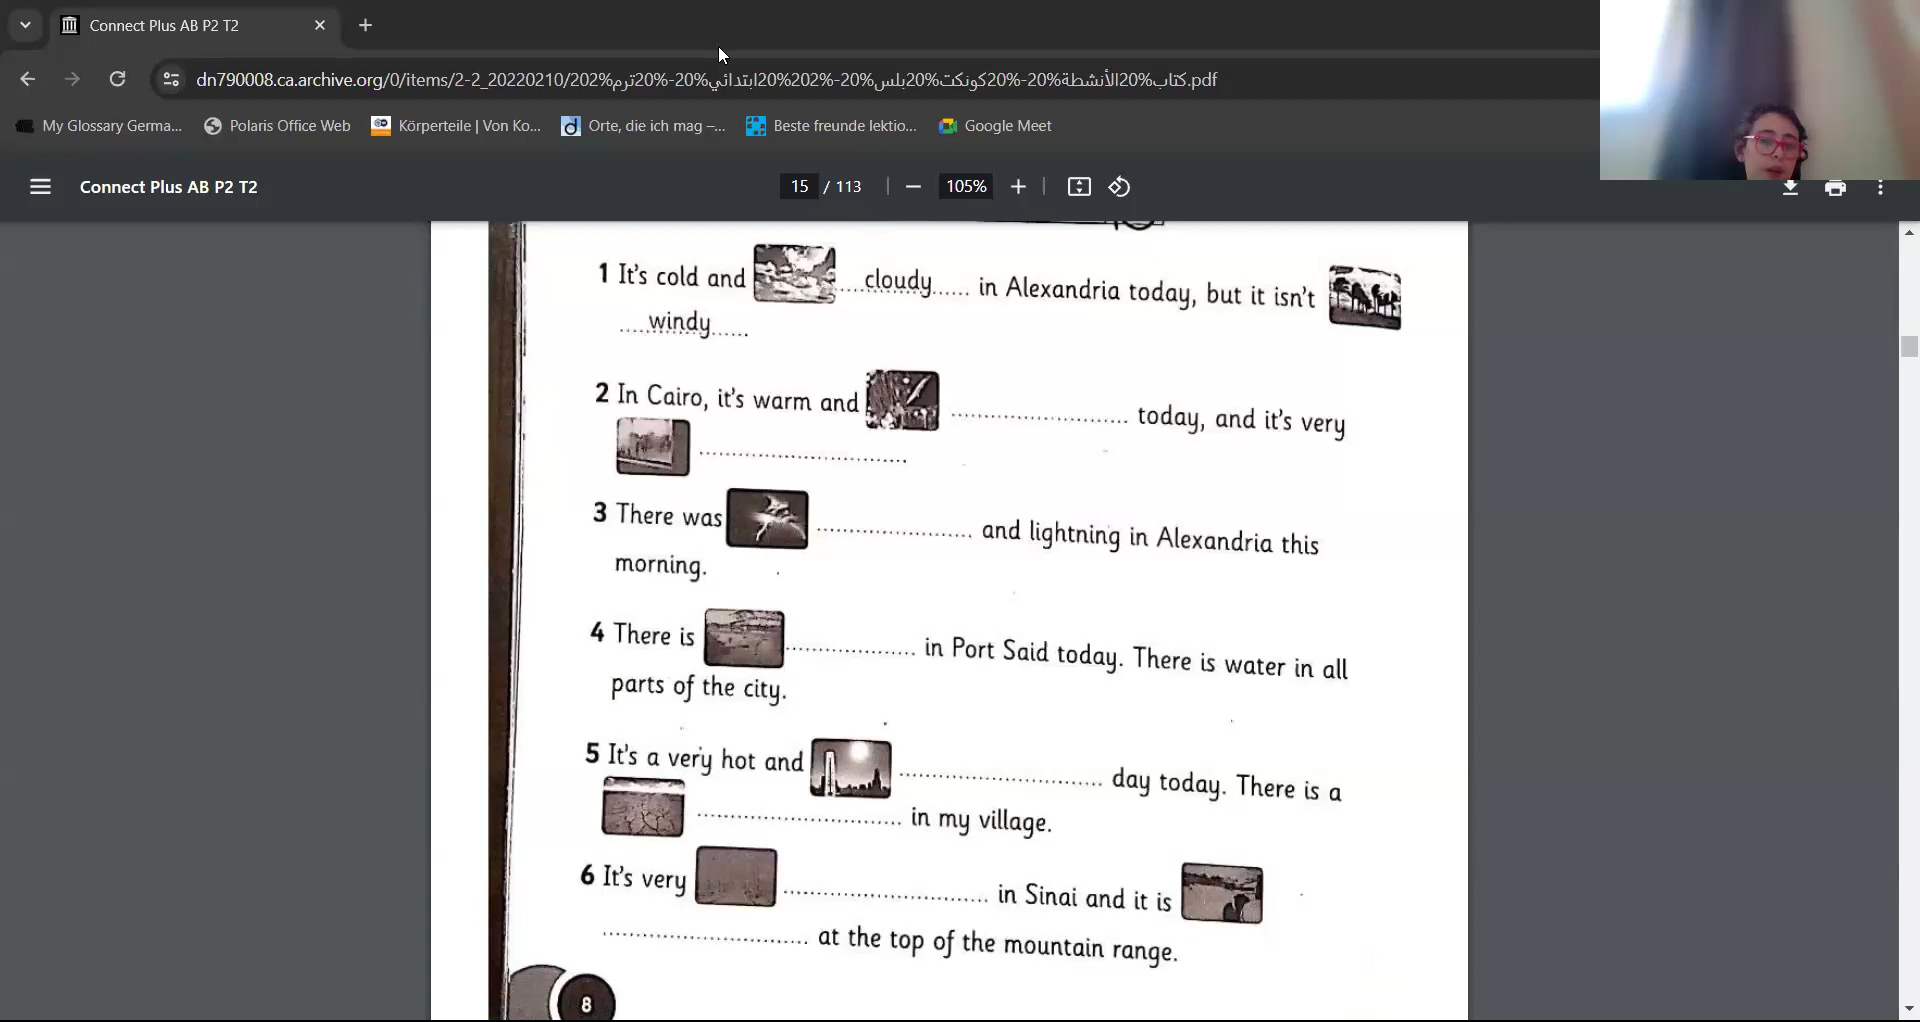 Connect Plus AB P2 T2
dn790008.ca.archive.org/0/items/2-2_20220210/202%كتاب%20الأنشطة%20-%20كونكت%20بلس%20-%202%20ابتدائي%20-%20ترم.pdf
My Glossary Germa... Polaris Office Web Körperteile | Von Ko... Orte, die ich mag –... Beste freunde lektio... Google Meet
Connect Plus AB P2 T2 15 / 113 105%
1 It's cold and ....cloudy...... in Alexandria today, but it isn't
....windy.....
2 In Cairo, it's warm and .............................. today, and it's very
....................................
3 There was ........................... and lightning in Alexandria this
morning.
4 There is ...................... in Port Said today. There is water in all
parts of the city.
5 It's a very hot and .................................. day today. There is a
................................... in my village.
6 It's very ................................... in Sinai and it is
................................... at the top of the mountain range.
8